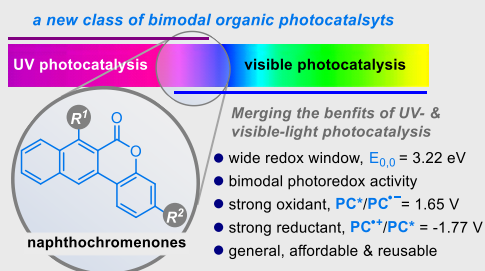 a new class of bimodal organic photocatalsyts
UV photocatalysis
visible photocatalysis
R¹
O
O
R²
naphthochromenones
Merging the benfits of UV- &
visible-light photocatalysis
wide redox window, E0,0 = 3.22 eV
bimodal photoredox activity
strong oxidant, PC*/PC•− = 1.65 V
strong reductant, PC•+/PC* = -1.77 V
general, affordable & reusable